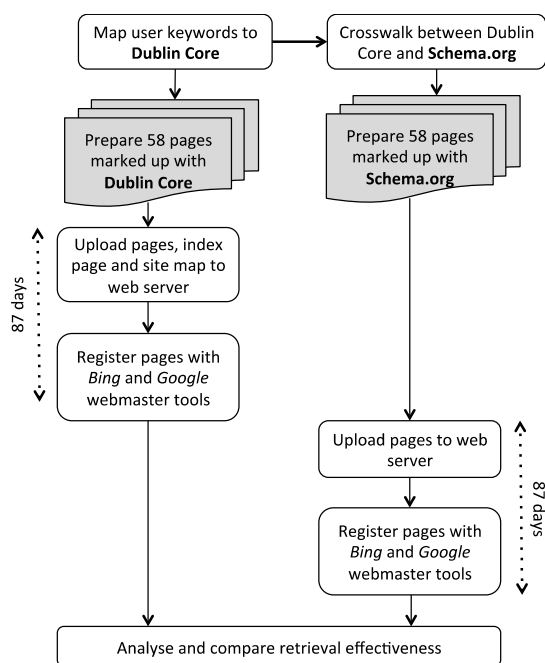 Map user keywords to
Dublin Core
Crosswalk between Dublin
Core and Schema.org
Prepare 58 pages
marked up with
Dublin Core
Prepare 58 pages
marked up with
Schema.org
87 days
Upload pages, index
page and site map to
web server
Register pages with
Bing and Google
webmaster tools
Upload pages to web
server
87 days
Register pages with
Bing and Google
webmaster tools
Analyse and compare retrieval effectiveness